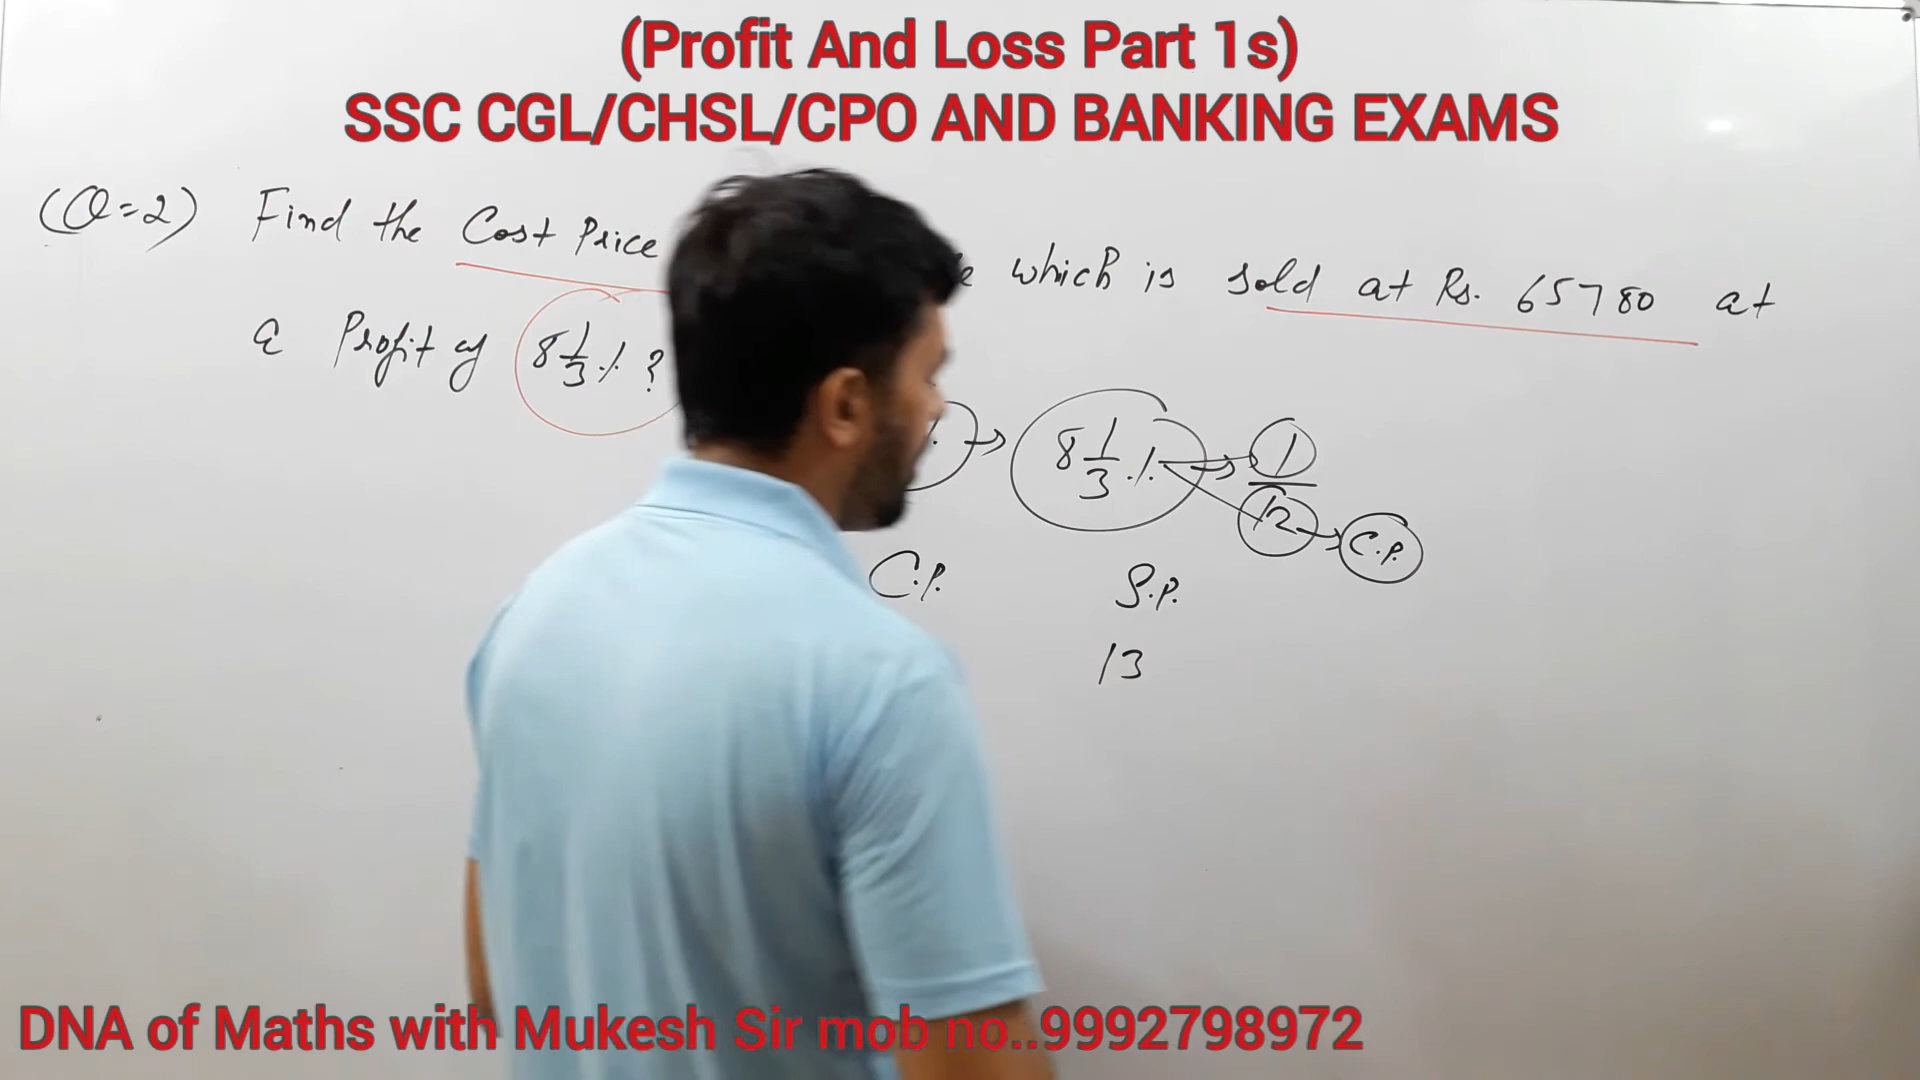 (Profit And Loss Part 1s)
SSC CGL/CHSL/CPO AND BANKING EXAMS
(Q=2) Find the Cost Price which is sold at Rs. 65780 at
a Profit of 8 1/3 % ?
8 1/3 % 1/12 C.P.
C.P. S.P.
13
DNA of Maths with Mukesh Sir mob no..9992798972